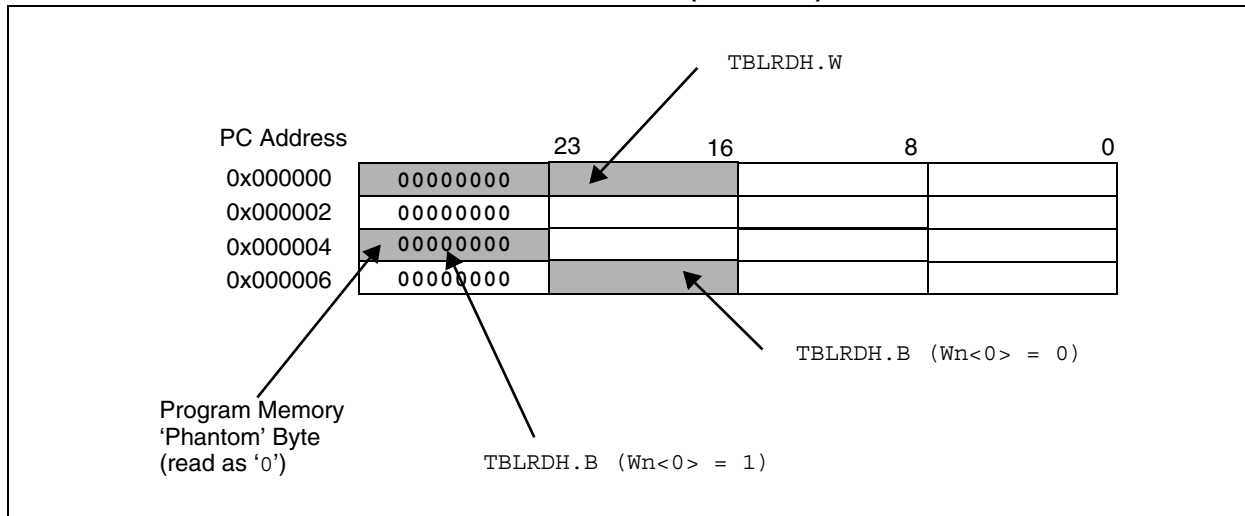 TBLRDH.W
PC Address
23 16 8 0
0x000000 00000000
0x000002 00000000
0x000004 00000000
0x000006 00000000
TBLRDH.B (Wn<0> = 0)
Program Memory
‘Phantom’ Byte
(read as ‘0’)
TBLRDH.B (Wn<0> = 1)